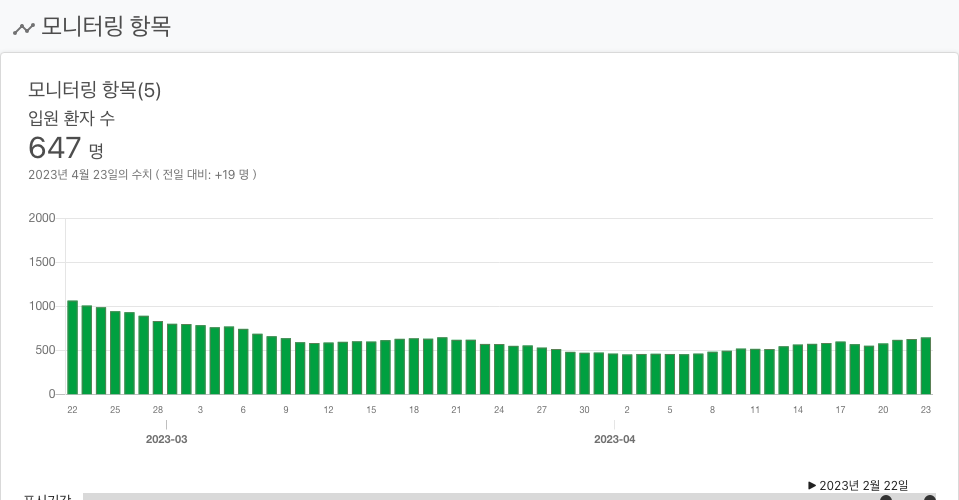 모니터링 항목
모니터링 항목(5)
입원 환자 수
647 명
2023년 4월 23일의 수치 ( 전일 대비: +19 명 )
2000
1500
1000
500
0
22 25 28 3 6 9 12 15 18 21 24 27 30 2 5 8 11 14 17 20 23
2023-03 2023-04
▶ 2023년 2월 22일
표시기간